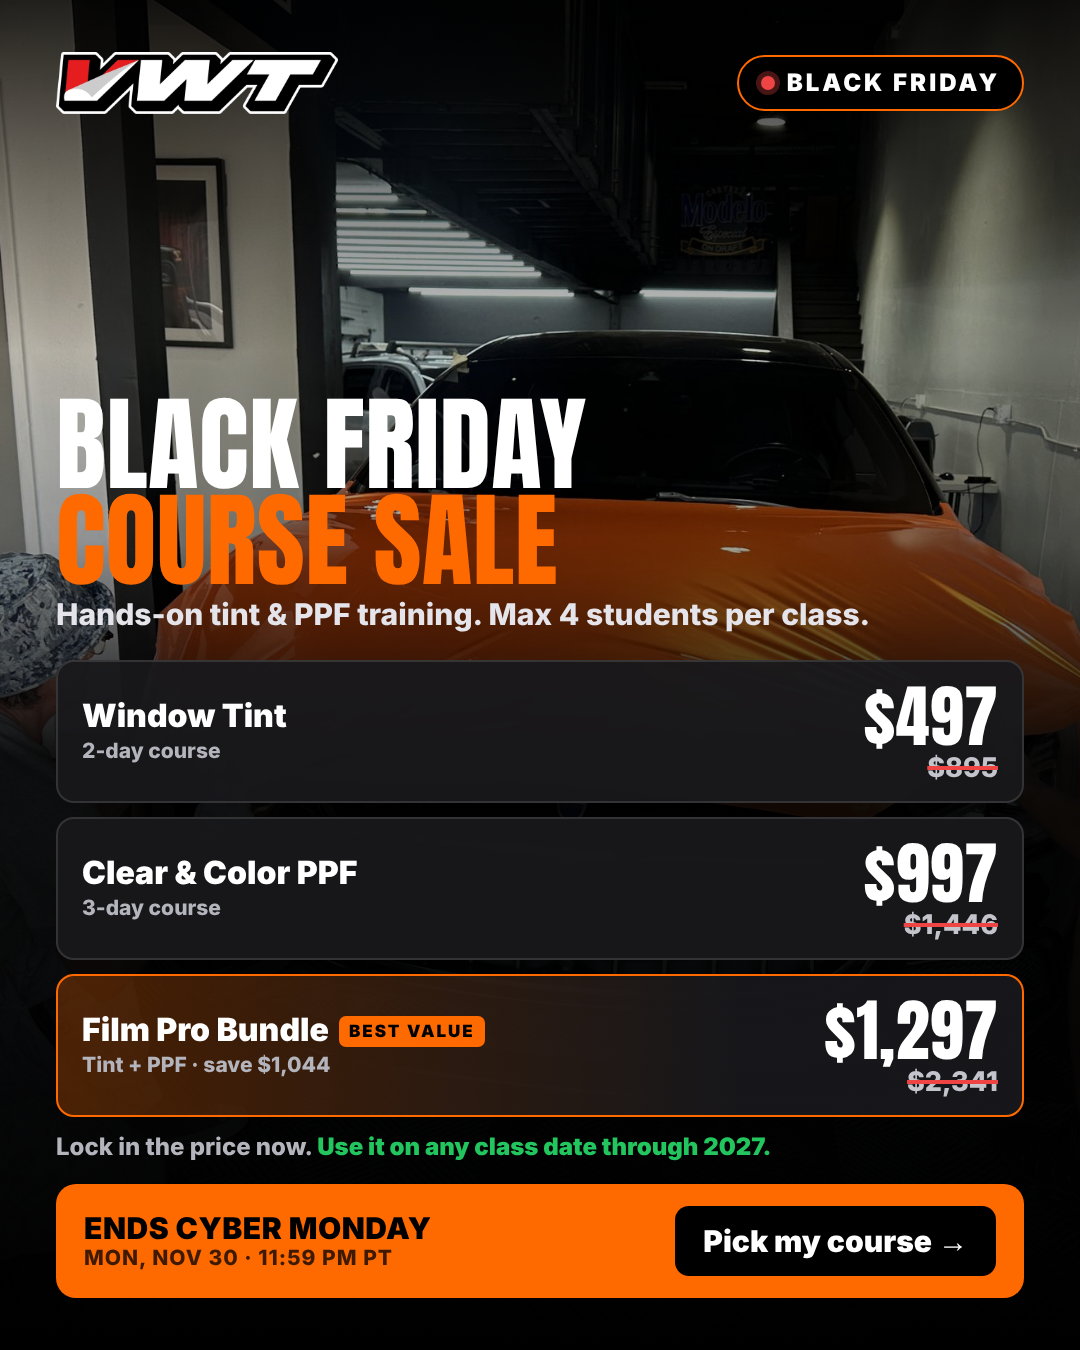 VWT
BLACK FRIDAY
Modelo
Especial
BLACK FRIDAY
COURSE SALE
Hands-on tint & PPF training. Max 4 students per class.
Window Tint
2-day course
$497
$895
Clear & Color PPF
3-day course
$997
$1,446
Film Pro Bundle BEST VALUE
Tint + PPF · save $1,044
$1,297
$2,341
Lock in the price now. Use it on any class date through 2027.
ENDS CYBER MONDAY
MON, NOV 30 · 11:59 PM PT
Pick my course →